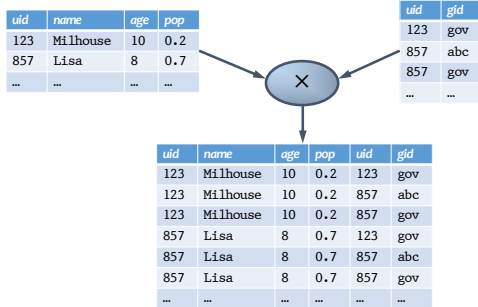 uid name age pop
123 Milhouse 10 0.2
857 Lisa 8 0.7
... ... ... ...
uid gid
123 gov
857 abc
857 gov
... ...
×
uid name age pop uid gid
123 Milhouse 10 0.2 123 gov
123 Milhouse 10 0.2 857 abc
123 Milhouse 10 0.2 857 gov
857 Lisa 8 0.7 123 gov
857 Lisa 8 0.7 857 abc
857 Lisa 8 0.7 857 gov
... ... ... ... ... ...